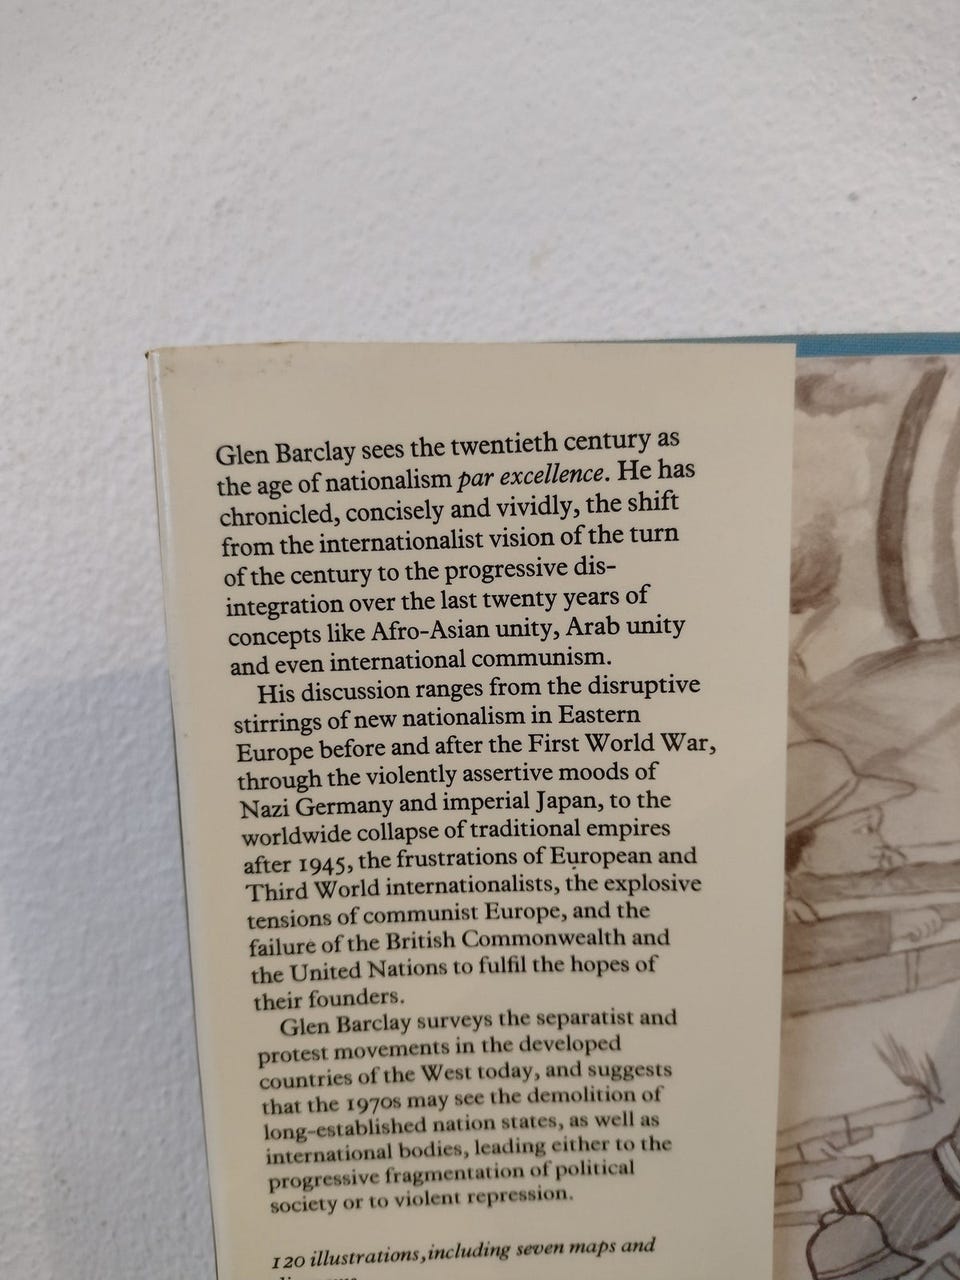 Glen Barclay sees the twentieth century as
the age of nationalism par excellence. He has
chronicled, concisely and vividly, the shift
from the internationalist vision of the turn
of the century to the progressive dis-
integration over the last twenty years of
concepts like Afro-Asian unity, Arab unity
and even international communism.
His discussion ranges from the disruptive
stirrings of new nationalism in Eastern
Europe before and after the First World War,
through the violently assertive moods of
Nazi Germany and imperial Japan, to the
worldwide collapse of traditional empires
after 1945, the frustrations of European and
Third World internationalists, the explosive
tensions of communist Europe, and the
failure of the British Commonwealth and
the United Nations to fulfil the hopes of
their founders.
Glen Barclay surveys the separatist and
protest movements in the developed
countries of the West today, and suggests
that the 1970s may see the demolition of
long-established nation states, as well as
international bodies, leading either to the
progressive fragmentation of political
society or to violent repression.
120 illustrations, including seven maps and